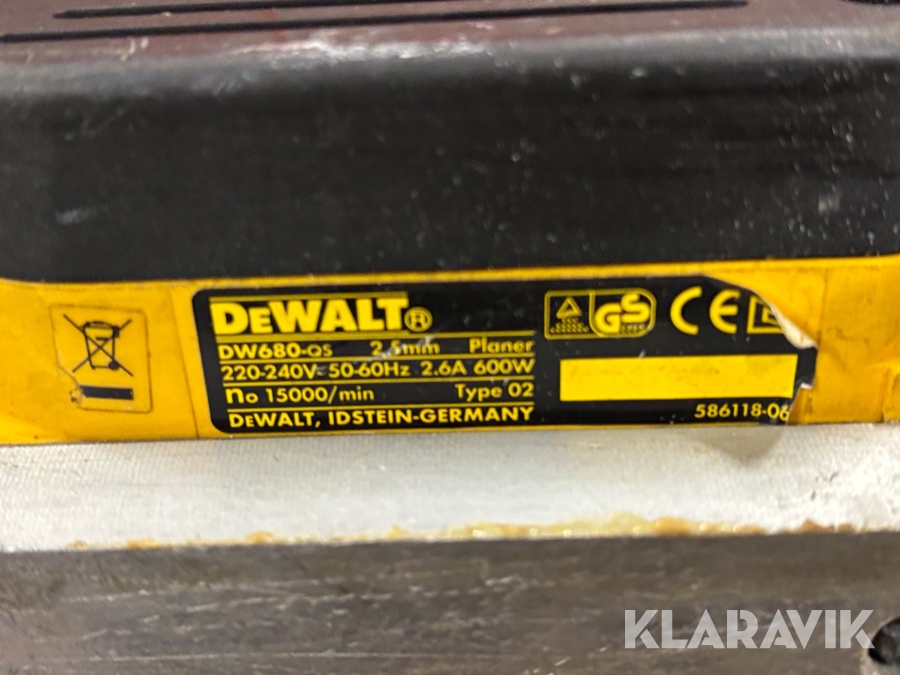 DEWALT®
DW680-QS 2.5mm Planer
220-240V~50-60Hz 2.6A 600W
no 15000/min Type 02
DEWALT, IDSTEIN-GERMANY
GS
CE
586118-06
KLARAVIK